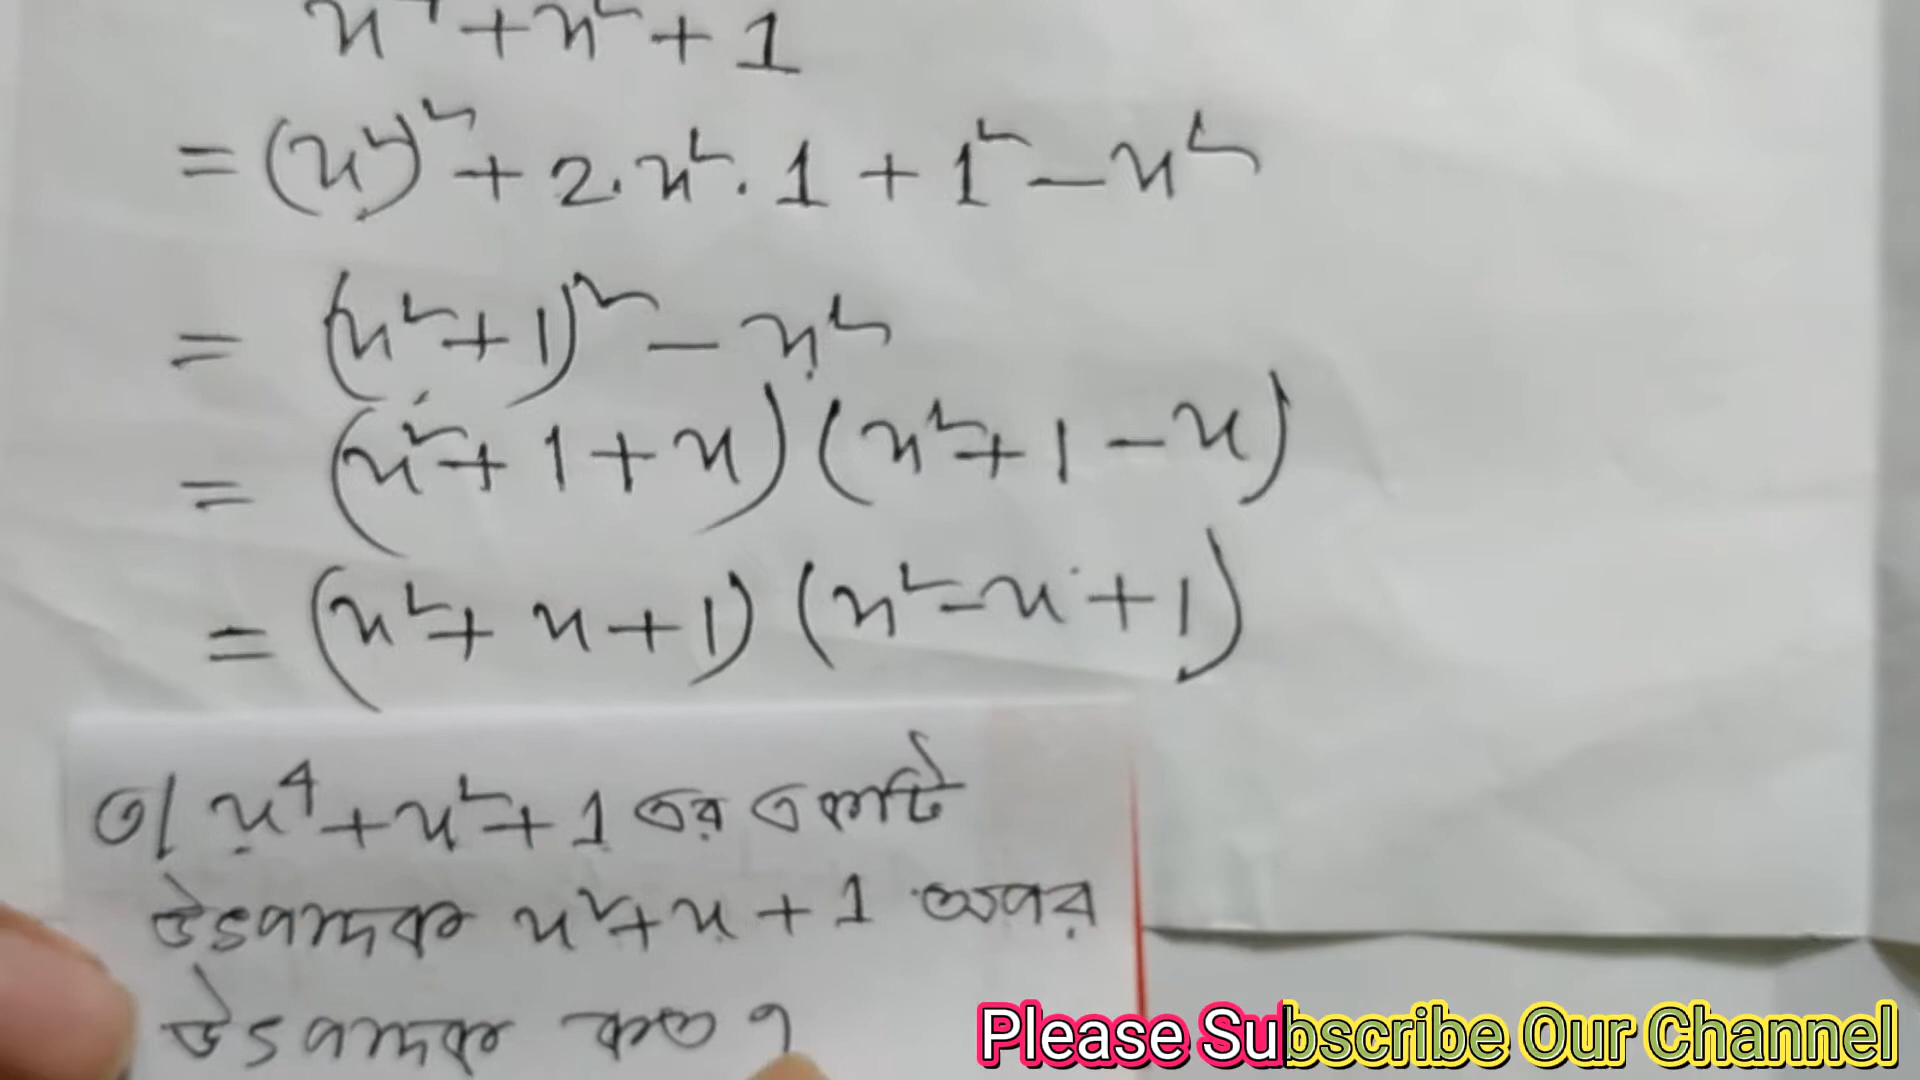 x⁴ + x² + 1
= (x²)² + 2·x²·1 + 1² − x²
= (x² + 1)² − x²
= (x² + 1 + x) (x² + 1 − x)
= (x² + x + 1) (x² − x + 1)
৩। x⁴ + x² + 1 এর একটি
উৎপাদক x² + x + 1 অপর
উৎপাদক কত ?
Please Subscribe Our Channel